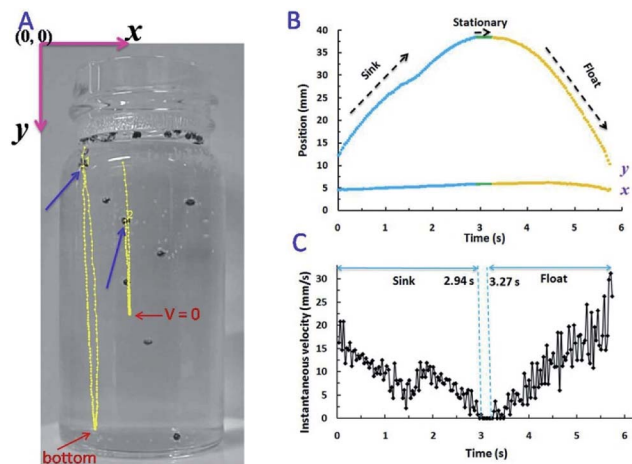 A
(0, 0)
x
y
V = 0
bottom
B
Stationary
Sink
Float
Position (mm)
40
35
30
25
20
15
10
5
0
y
x
0 1 2 3 4 5 6
Time (s)
C
Sink 2.94 s 3.27 s Float
Instantaneous velocity (mm/s)
30
25
20
15
10
5
0
0 1 2 3 4 5 6
Time (s)